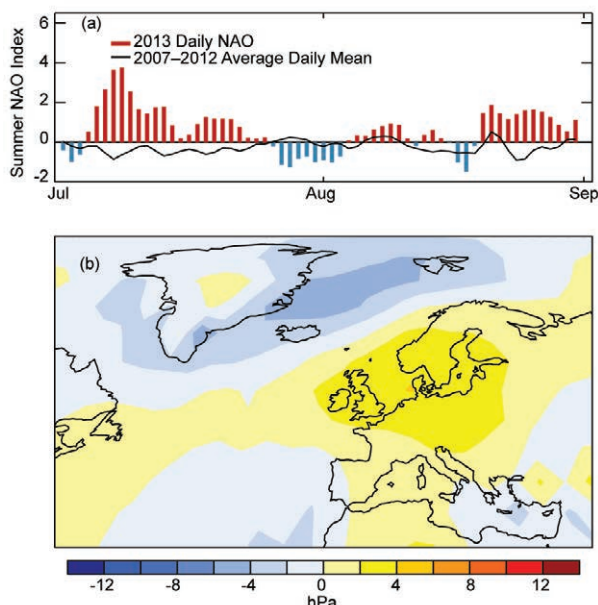 (a)
2013 Daily NAO
2007–2012 Average Daily Mean
Summer NAO Index
6
4
2
0
-2
Jul
Aug
Sep
(b)
-12 -8 -4 0 4 8 12
hPa